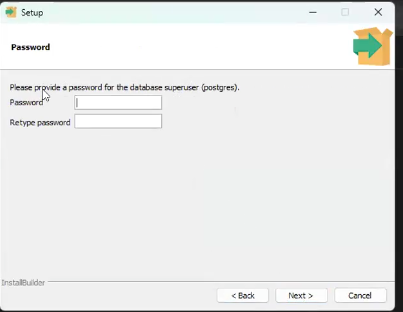 Setup
Password
Please provide a password for the database superuser (postgres).
Password
Retype password
InstallBuilder
< Back
Next >
Cancel